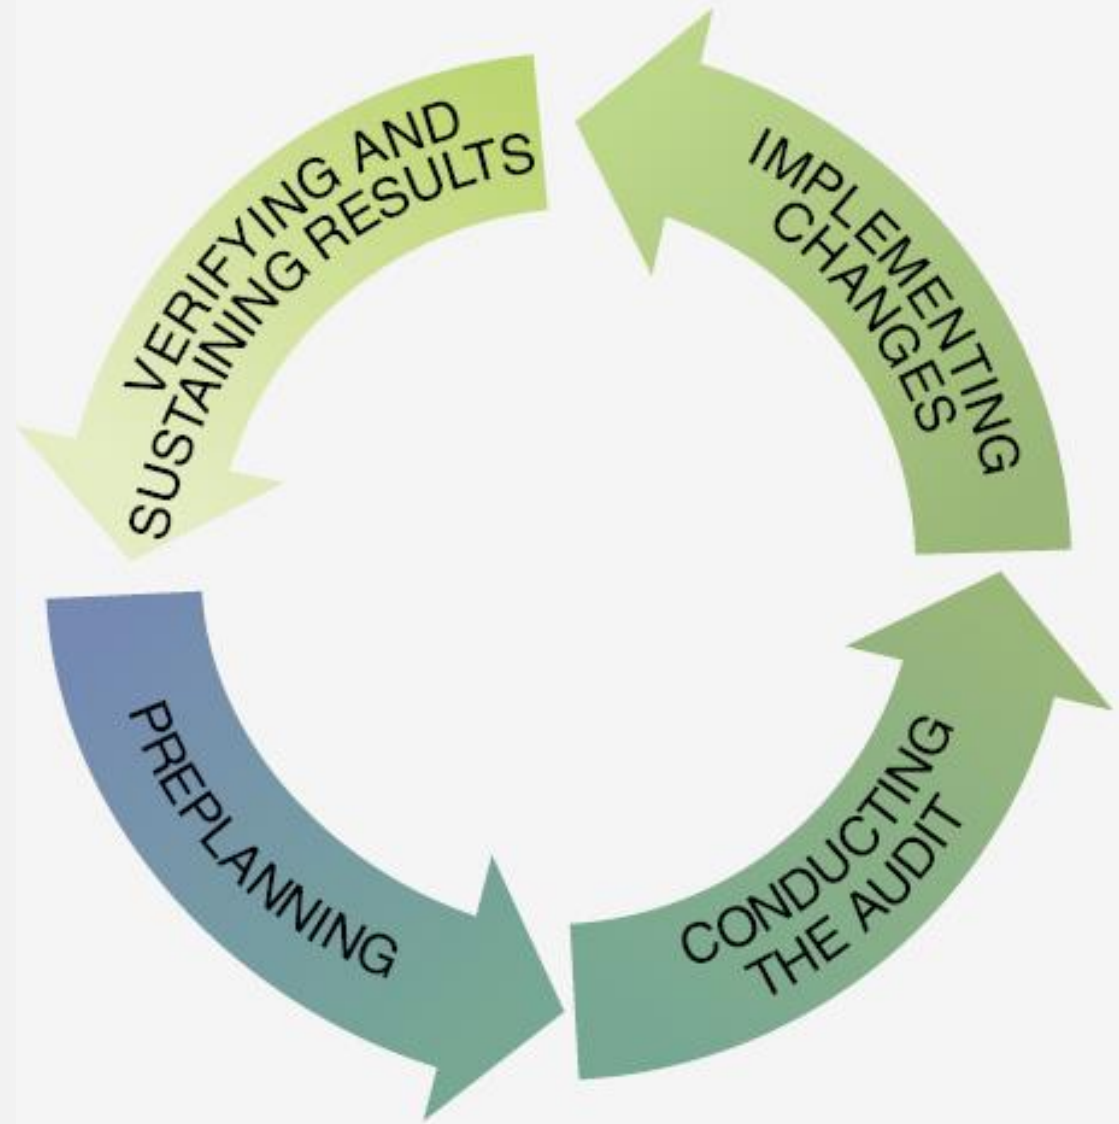 VERIFYING AND
SUSTAINING RESULTS
IMPLEMENTING
CHANGES
PREPLANNING
CONDUCTING
THE AUDIT